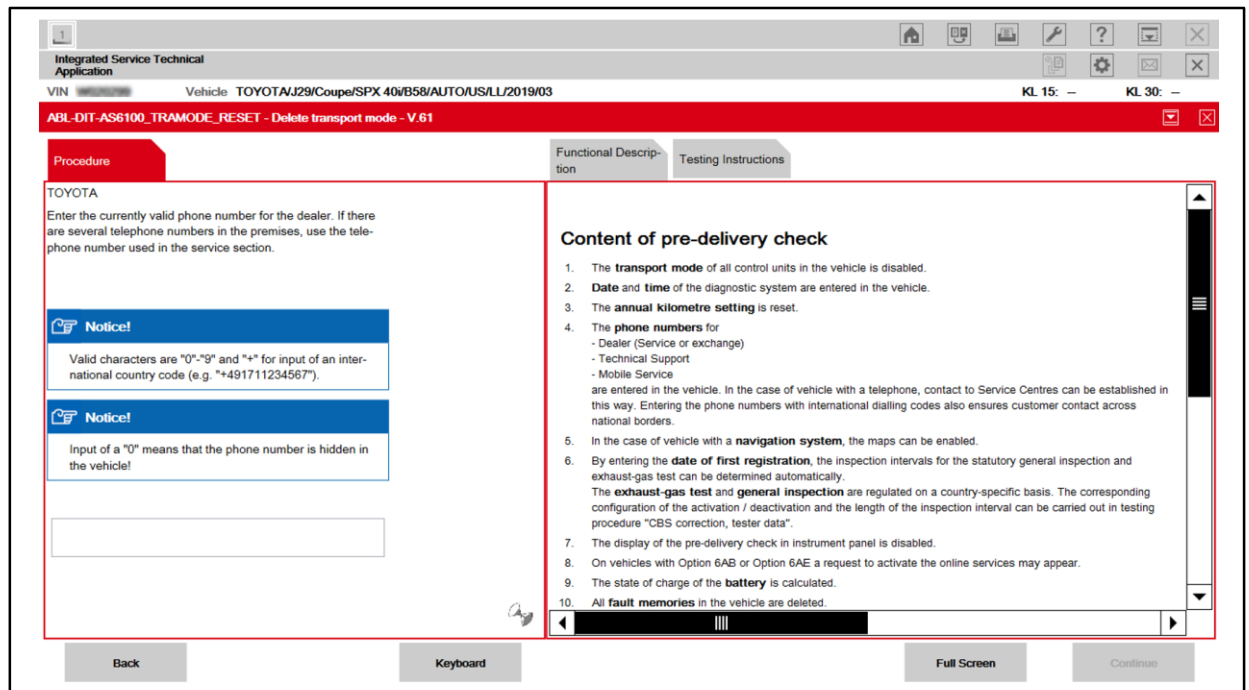 1
Integrated Service Technical
Application
VIN Vehicle TOYOTA/J29/Coupe/SPX 40i/B58/AUTO/US/LL/2019/03 KL 15: – KL 30: –
ABL-DIT-AS6100_TRAMODE_RESET - Delete transport mode - V.61
Procedure
TOYOTA
Enter the currently valid phone number for the dealer. If there
are several telephone numbers in the premises, use the tele-
phone number used in the service section.
Notice!
Valid characters are "0"-"9" and "+" for input of an inter-
national country code (e.g. "+491711234567").
Notice!
Input of a "0" means that the phone number is hidden in
the vehicle!
Functional Descrip-
tion
Testing Instructions
Content of pre-delivery check
1. The transport mode of all control units in the vehicle is disabled.
2. Date and time of the diagnostic system are entered in the vehicle.
3. The annual kilometre setting is reset.
4. The phone numbers for
- Dealer (Service or exchange)
- Technical Support
- Mobile Service
are entered in the vehicle. In the case of vehicle with a telephone, contact to Service Centres can be established in
this way. Entering the phone numbers with international dialling codes also ensures customer contact across
national borders.
5. In the case of vehicle with a navigation system, the maps can be enabled.
6. By entering the date of first registration, the inspection intervals for the statutory general inspection and
exhaust-gas test can be determined automatically.
The exhaust-gas test and general inspection are regulated on a country-specific basis. The corresponding
configuration of the activation / deactivation and the length of the inspection interval can be carried out in testing
procedure "CBS correction, tester data".
7. The display of the pre-delivery check in instrument panel is disabled.
8. On vehicles with Option 6AB or Option 6AE a request to activate the online services may appear.
9. The state of charge of the battery is calculated.
10. All fault memories in the vehicle are deleted.
Back Keyboard Full Screen Continue